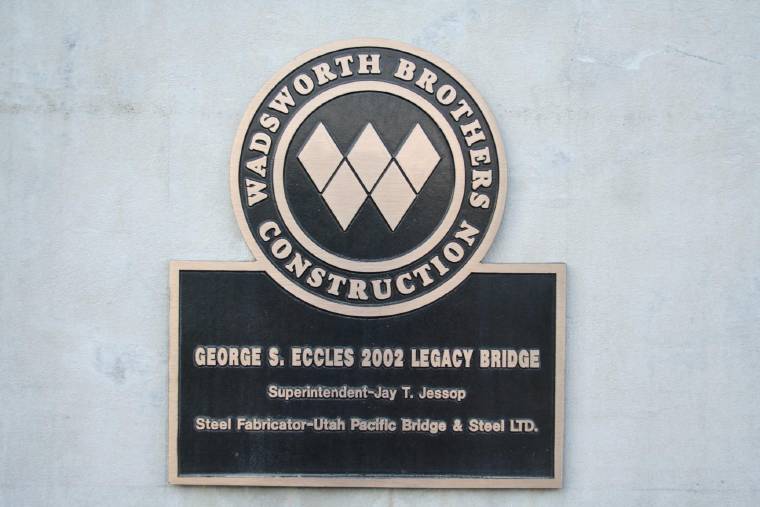 WADSWORTH BROTHERS
CONSTRUCTION
GEORGE S. ECCLES 2002 LEGACY BRIDGE
Superintendent-Jay T. Jessop
Steel Fabricator-Utah Pacific Bridge & Steel LTD.